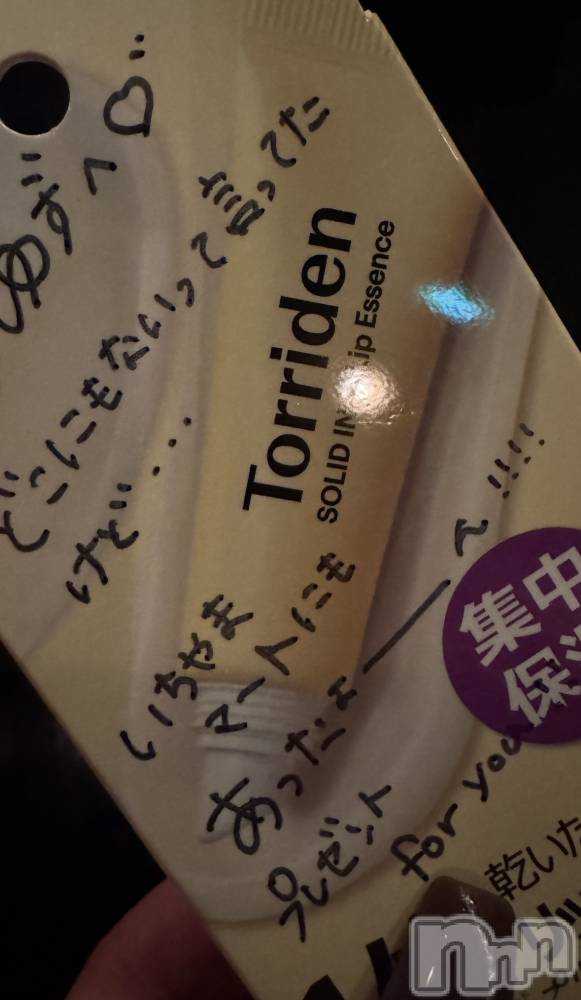 ゆずへ♡
どこにもないって言ってた
けど…
いちやま
マートにも
あったよーーー!!!!
プレゼント
for you
Torriden
SOLID IN Lip Essence
集中
保
乾いた
nnn